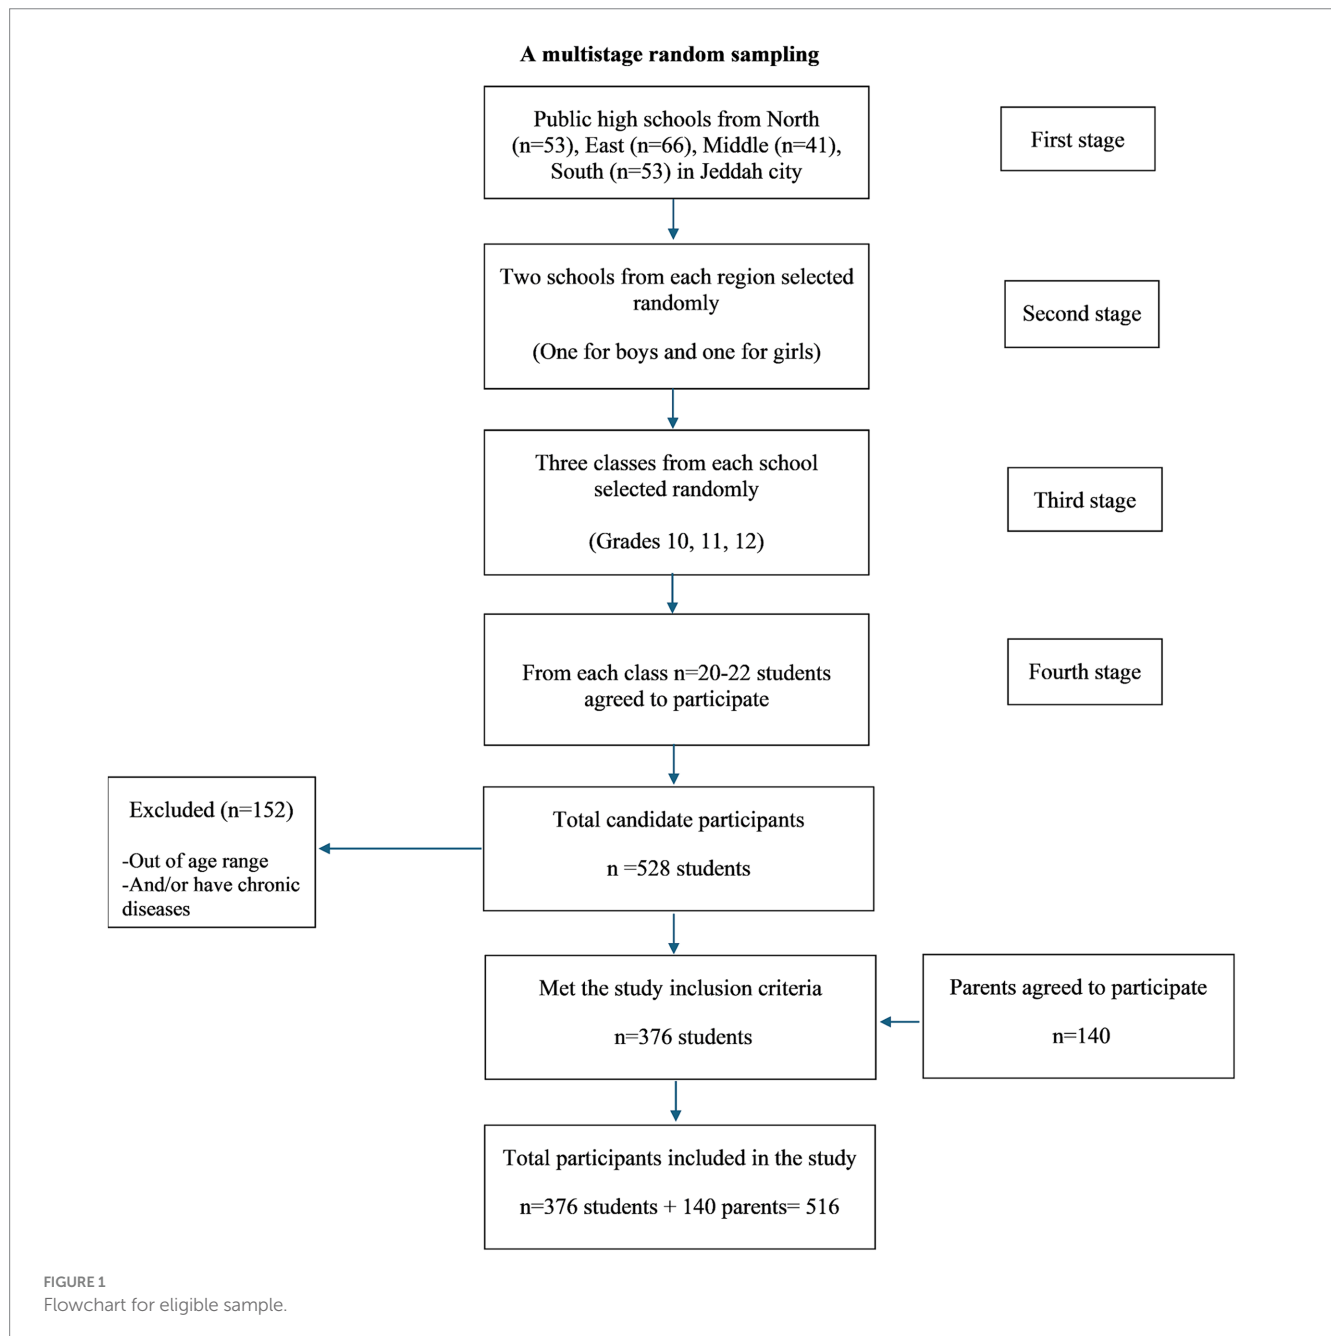 A multistage random sampling
Public high schools from North
(n=53), East (n=66), Middle (n=41),
South (n=53) in Jeddah city
First stage
Two schools from each region selected
randomly
(One for boys and one for girls)
Second stage
Three classes from each school
selected randomly
(Grades 10, 11, 12)
Third stage
From each class n=20-22 students
agreed to participate
Fourth stage
Total candidate participants
n =528 students
Excluded (n=152)
-Out of age range
-And/or have chronic
diseases
Met the study inclusion criteria
n=376 students
Parents agreed to participate
n=140
Total participants included in the study
n=376 students + 140 parents= 516
FIGURE 1
Flowchart for eligible sample.